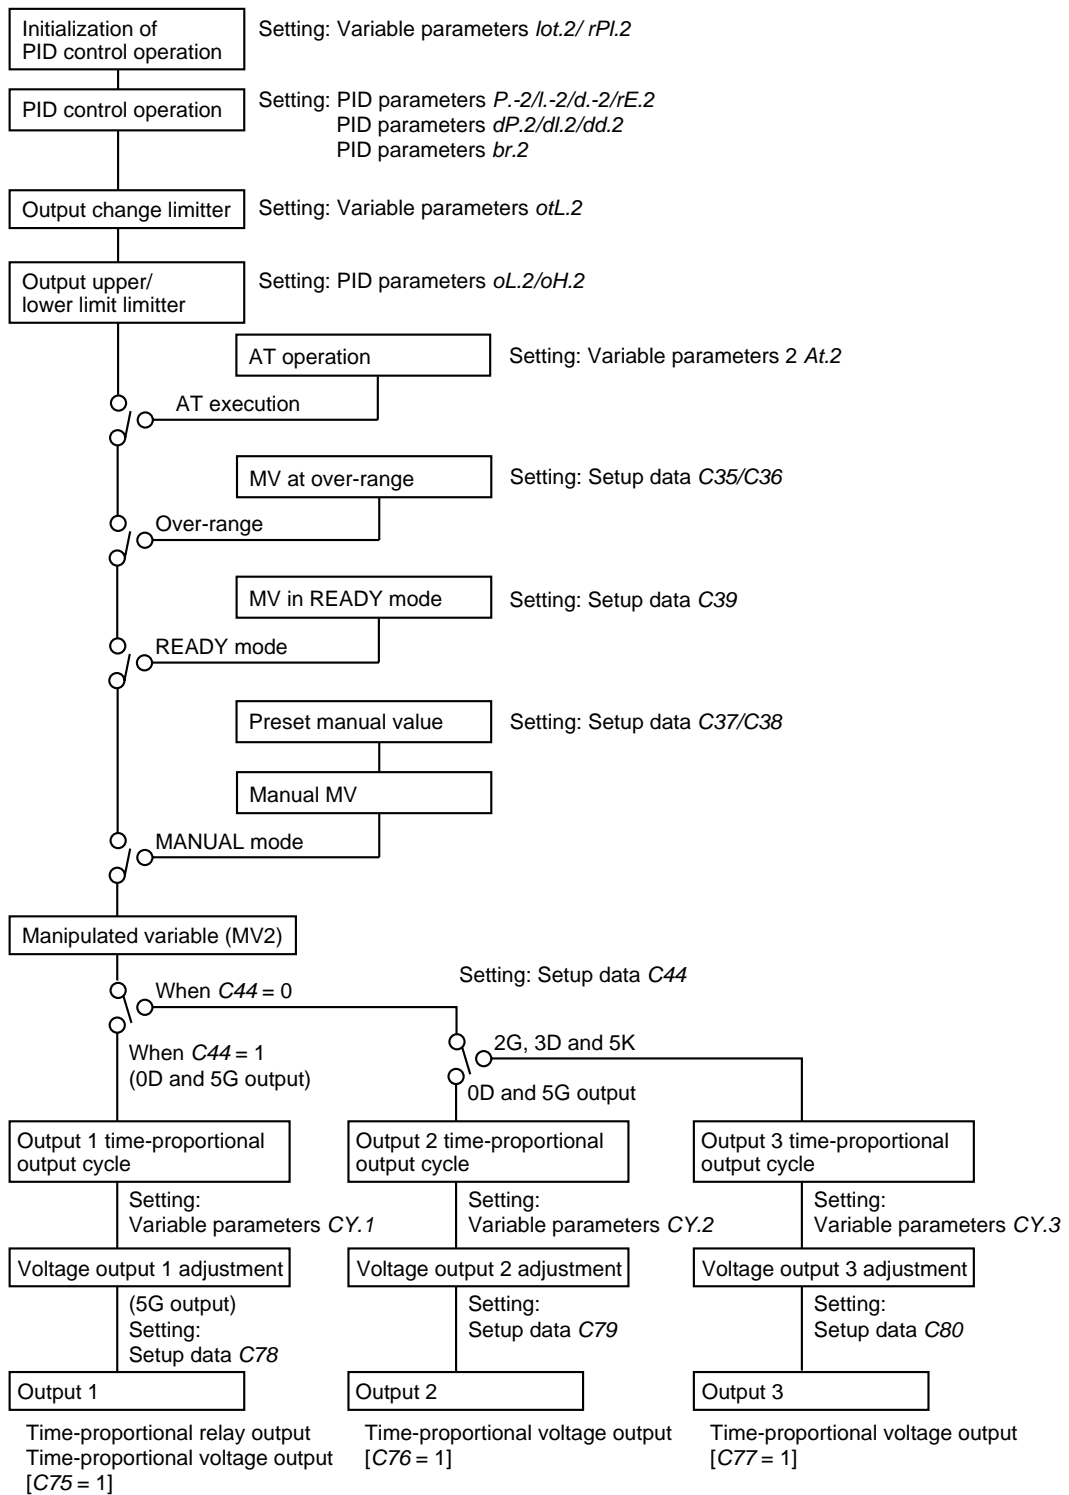 Initialization of
PID control operation
Setting: Variable parameters lot.2/ rPI.2
PID control operation
Setting: PID parameters P.-2/I.-2/d.-2/rE.2
PID parameters dP.2/dI.2/dd.2
PID parameters br.2
Output change limitter
Setting: Variable parameters otL.2
Output upper/
lower limit limitter
Setting: PID parameters oL.2/oH.2
AT operation
Setting: Variable parameters 2 At.2
AT execution
MV at over-range
Setting: Setup data C35/C36
Over-range
MV in READY mode
Setting: Setup data C39
READY mode
Preset manual value
Setting: Setup data C37/C38
Manual MV
MANUAL mode
Manipulated variable (MV2)
Setting: Setup data C44
When C44 = 0
2G, 3D and 5K
When C44 = 1
(0D and 5G output)
0D and 5G output
Output 1 time-proportional
output cycle
Output 2 time-proportional
output cycle
Output 3 time-proportional
output cycle
Setting:
Variable parameters CY.1
Setting:
Variable parameters CY.2
Setting:
Variable parameters CY.3
Voltage output 1 adjustment
Voltage output 2 adjustment
Voltage output 3 adjustment
(5G output)
Setting:
Setup data C78
Setting:
Setup data C79
Setting:
Setup data C80
Output 1
Output 2
Output 3
Time-proportional relay output
Time-proportional voltage output
[C75 = 1]
Time-proportional voltage output
[C76 = 1]
Time-proportional voltage output
[C77 = 1]